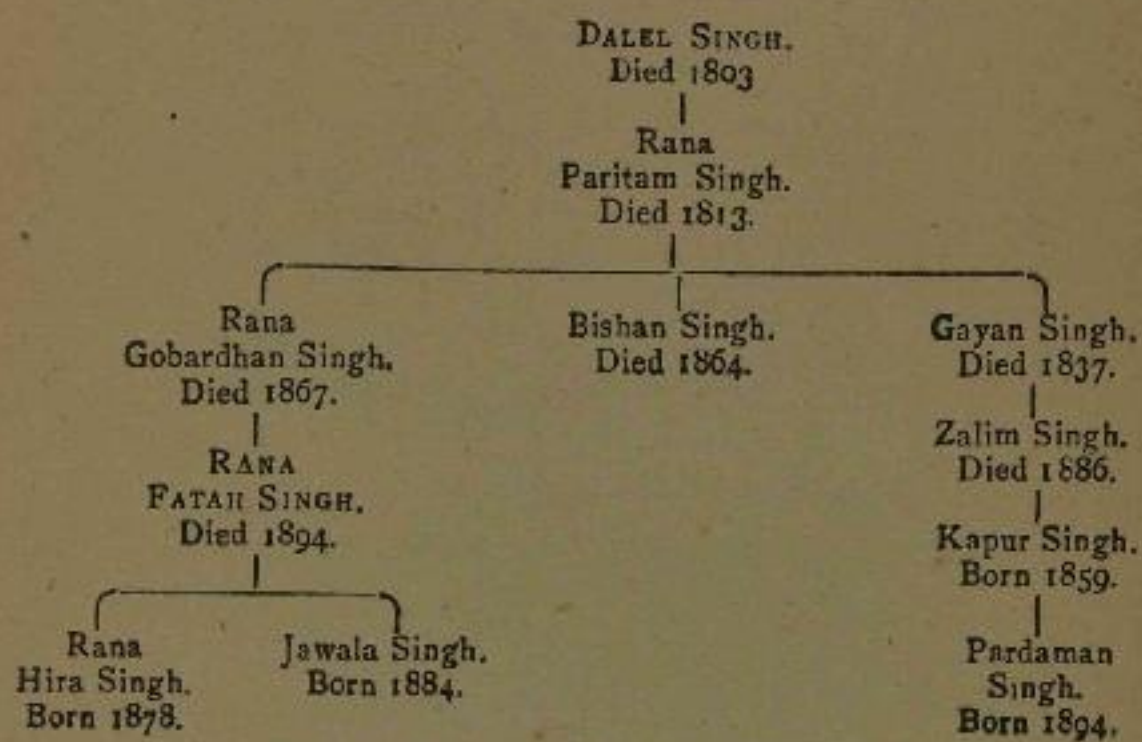 DALEL SINGH.
Died 1803
Rana
Paritam Singh.
Died 1813.
Rana
Gobardhan Singh.
Died 1867.
Bishan Singh.
Died 1864.
Gayan Singh.
Died 1837.
RANA
FATAH SINGH.
Died 1894.
Zalim Singh.
Died 1886.
Kapur Singh.
Born 1859.
Rana
Hira Singh.
Born 1878.
Jawala Singh.
Born 1884.
Pardaman
Singh.
Born 1894.